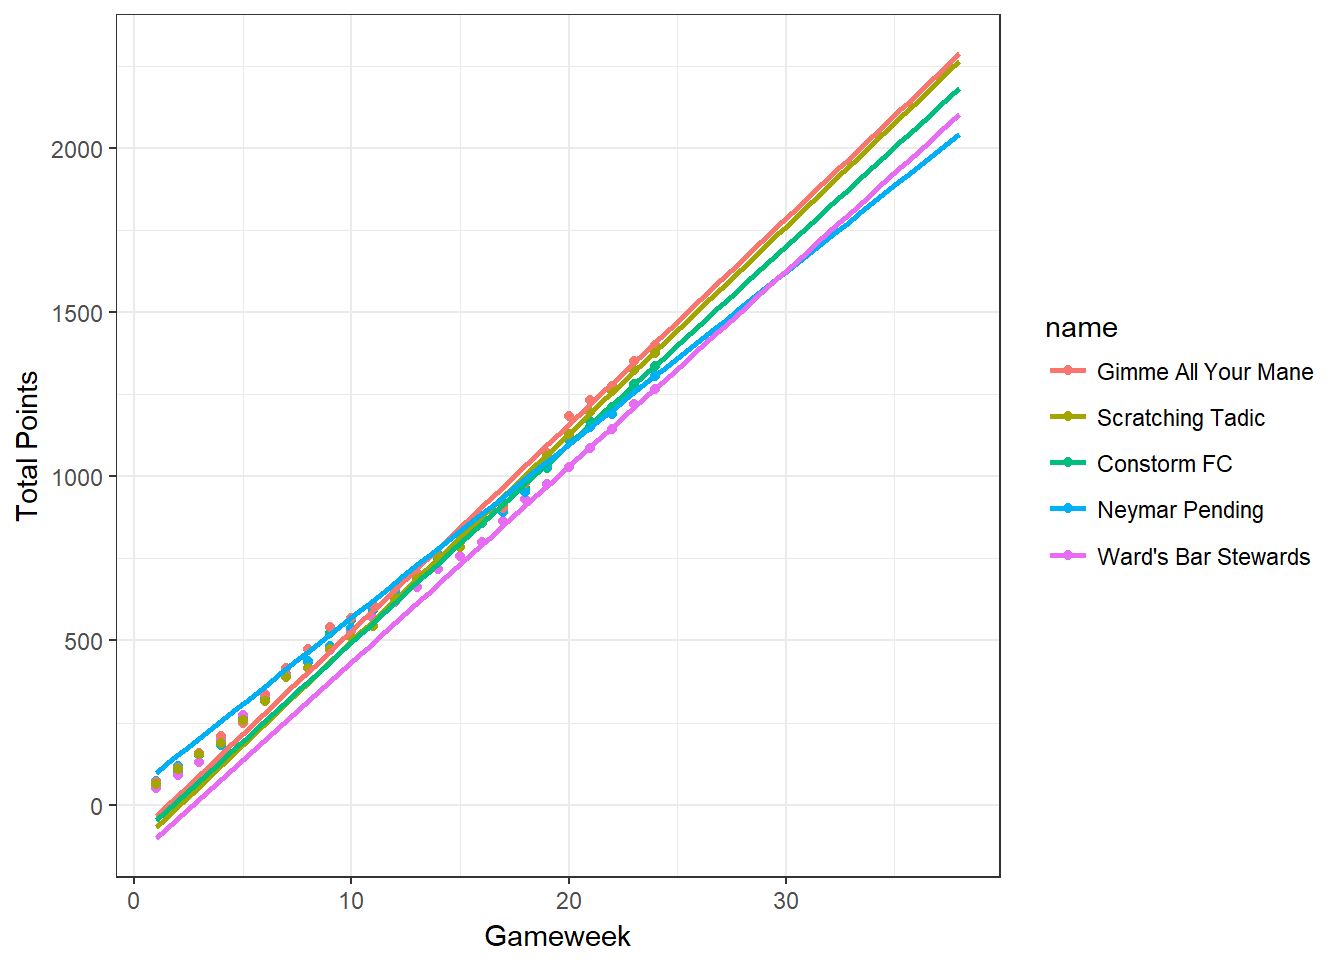 Total Points
2000
1500
1000
500
0
0
10
20
30
Gameweek
name
Gimme All Your Mane
Scratching Tadic
Constorm FC
Neymar Pending
Ward's Bar Stewards